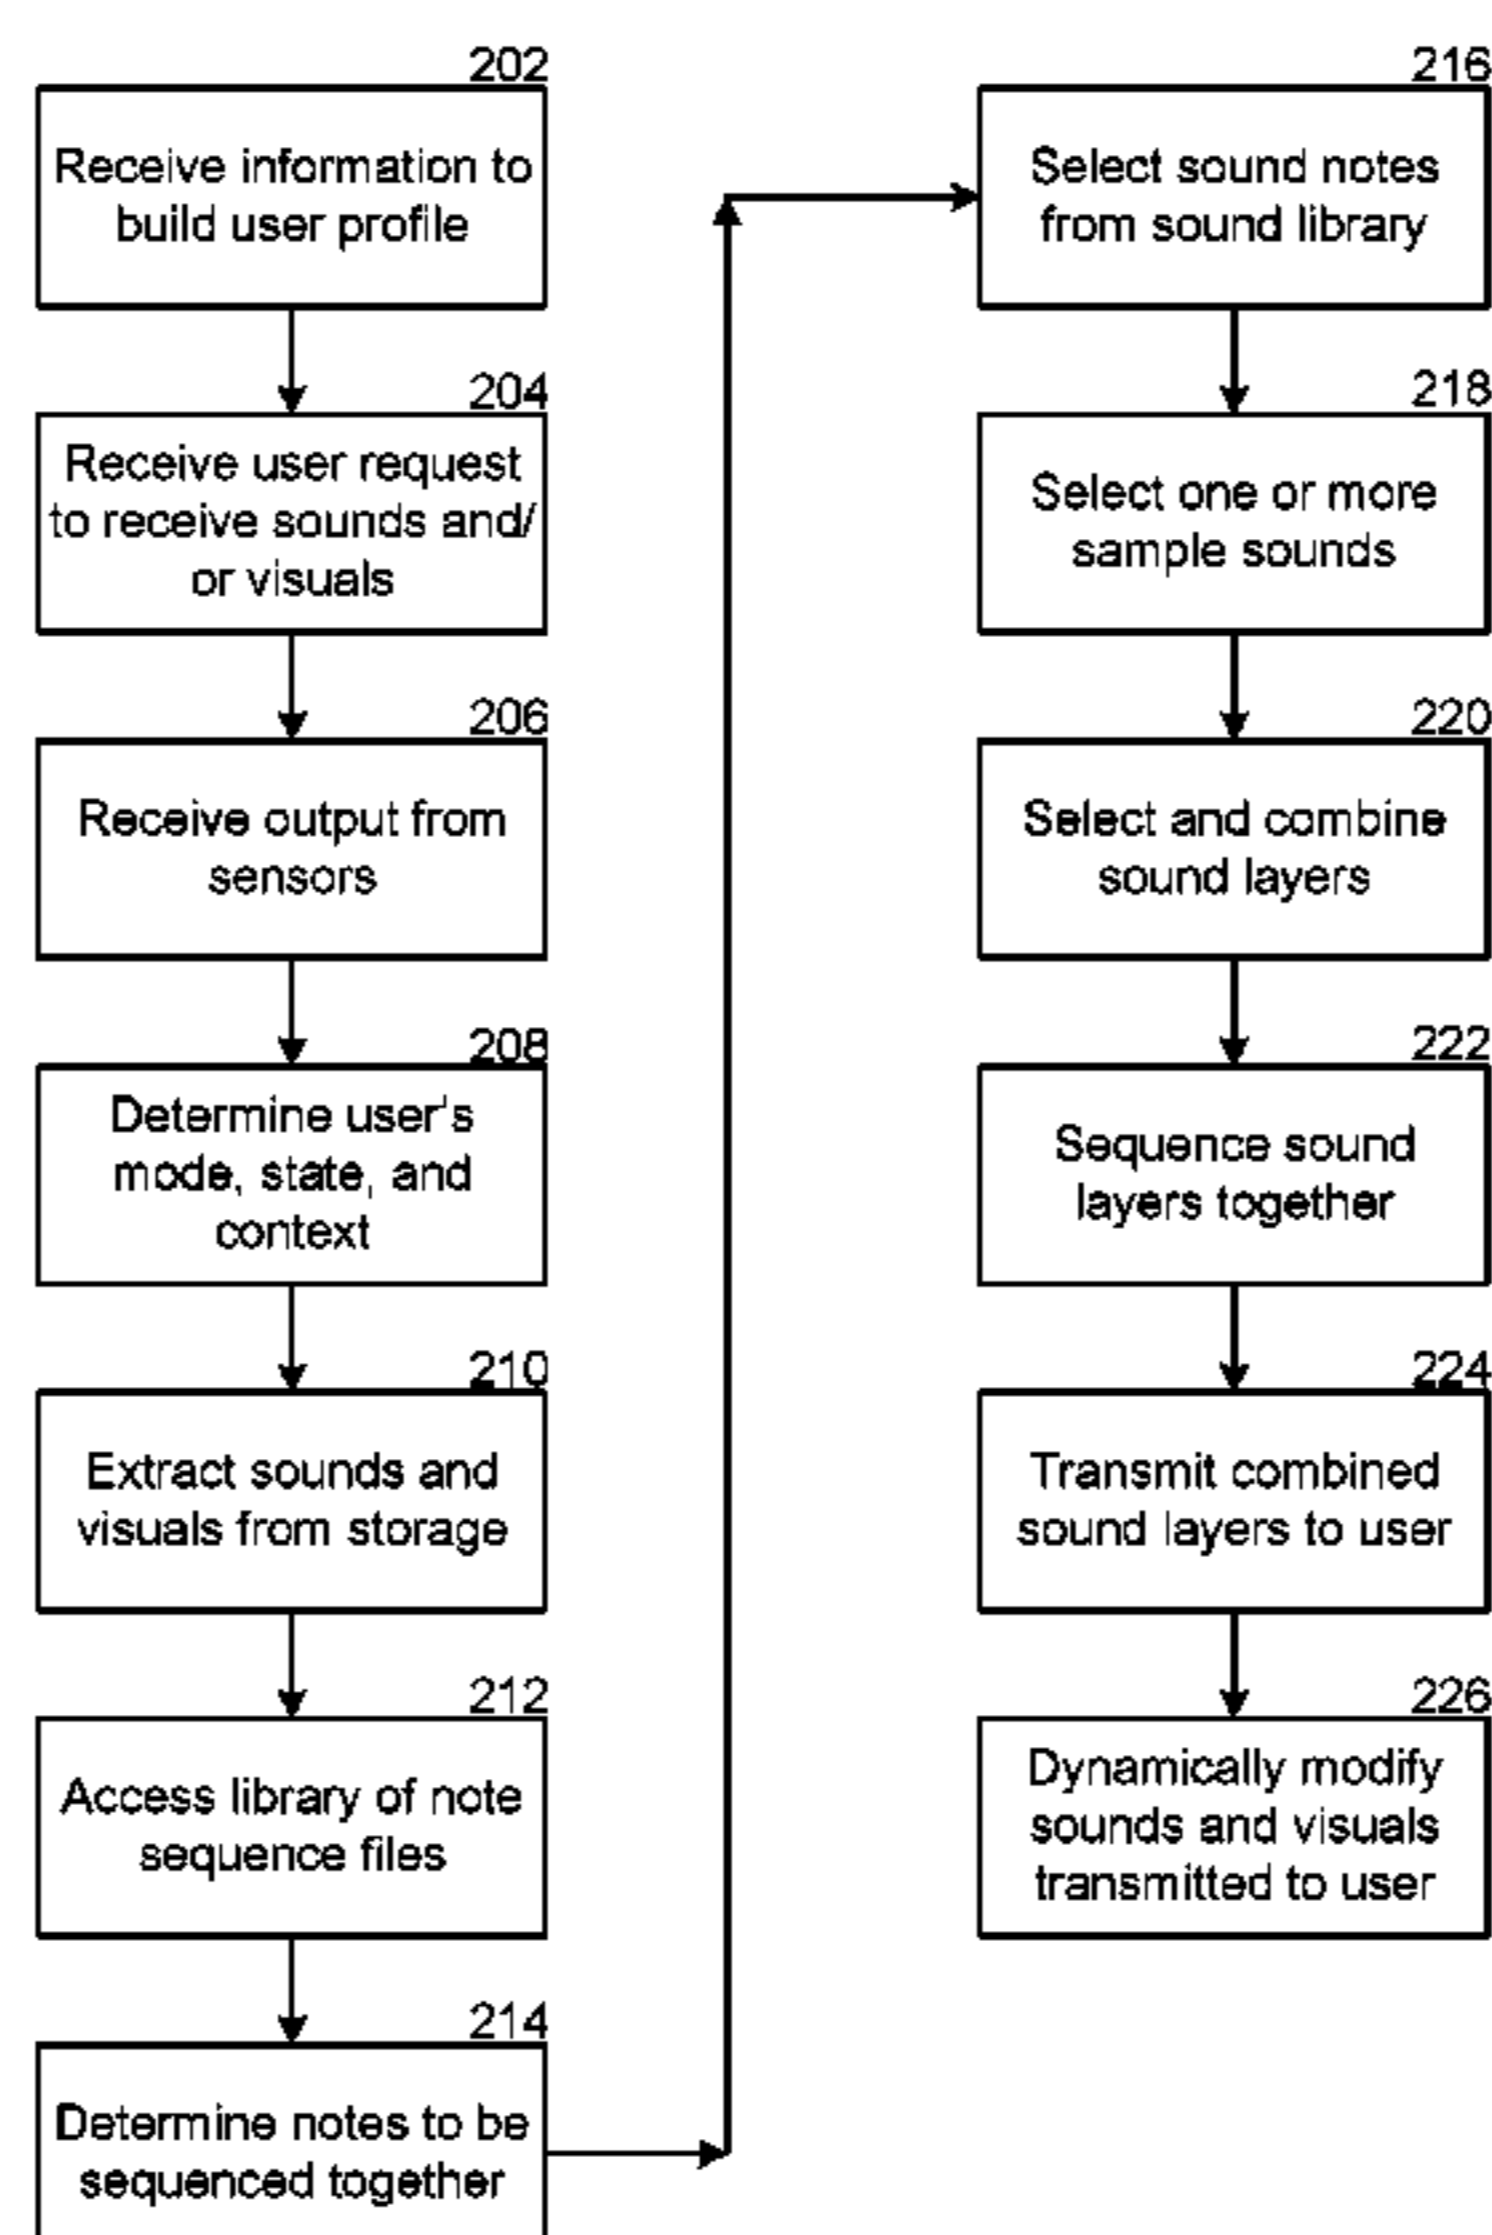 202
Receive information to
build user profile
204
Receive user request
to receive sounds and/
or visuals
206
Receive output from
sensors
208
Determine user's
mode, state, and
context
210
Extract sounds and
visuals from storage
212
Access library of note
sequence files
214
Determine notes to be
sequenced together
216
Select sound notes
from sound library
218
Select one or more
sample sounds
220
Select and combine
sound layers
222
Sequence sound
layers together
224
Transmit combined
sound layers to user
226
Dynamically modify
sounds and visuals
transmitted to user